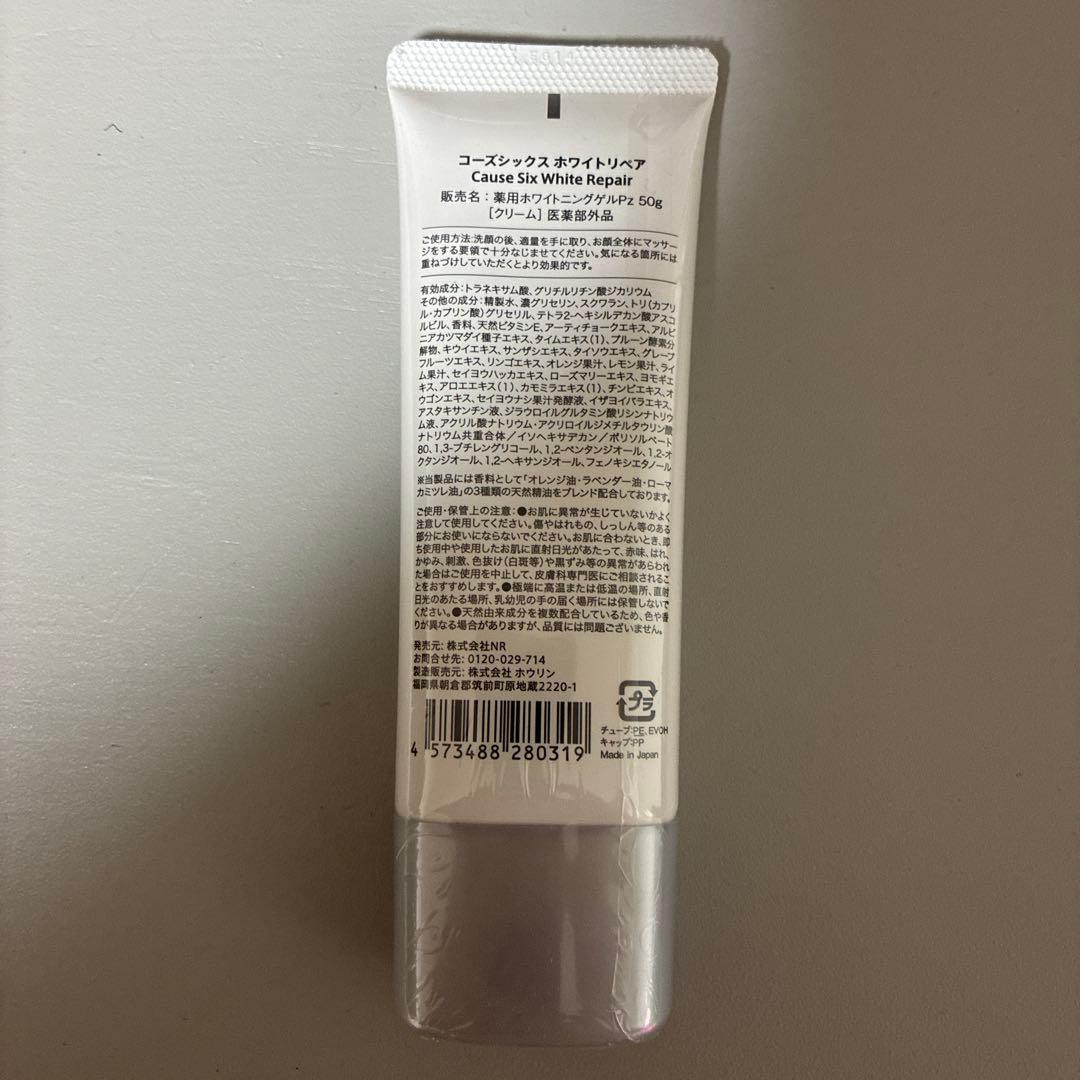 コーズシックス ホワイトリペア
Cause Six White Repair
販売名：薬用ホワイトニングゲルPz 50g
［クリーム］医薬部外品
ご使用方法:洗顔の後、適量を手に取り、お顔全体にマッサー
ジをする要領で十分なじませてください。気になる箇所には
重ねづけしていただくとより効果的です。
有効成分：トラネキサム酸、グリチルリチン酸ジカリウム
その他の成分：精製水、濃グリセリン、スクワラン、トリ（カプリ
ル・カプリン酸）グリセリル、テトラ2-ヘキシルデカン酸アスコ
ルビル、香料、天然ビタミンE、アーティチョークエキス、アルピ
ニアカツマダイ種子エキス、タイムエキス（1）、プルーン酵素分
解物、キウイエキス、サンザシエキス、タイソウエキス、グレープ
フルーツエキス、リンゴエキス、オレンジ果汁、レモン果汁、ライ
ム果汁、セイヨウハッカエキス、ローズマリーエキス、ヨモギエ
キス、アロエエキス（1）、カモミラエキス（1）、チンピエキス、オ
ウゴンエキス、セイヨウナシ果汁発酵液、イザヨイバラエキス、
アスタキサンチン液、ジラウロイルグルタミン酸リシンナトリウ
ム液、アクリル酸ナトリウム・アクリロイルジメチルタウリン酸
ナトリウム共重合体／イソヘキサデカン／ポリソルベート
80、1,3-ブチレングリコール、1,2-ペンタンジオール、1,2-オ
クタンジオール、1,2-ヘキサンジオール、フェノキシエタノール
※当製品には香料として「オレンジ油・ラベンダー油・ローマ
カミツレ油」の3種類の天然精油をブレンド配合しております。
ご使用・保管上の注意：●お肌に異常が生じていないかよく
注意して使用してください。傷やはれもの、しっしん等のある
部分にお使いにならないでください。お肌に合わないとき、即
ち使用中や使用したお肌に直射日光があたって、赤味、はれ、
かゆみ、刺激、色抜け（白斑等）や黒ずみ等の異常があらわれ
た場合はご使用を中止して、皮膚科専門医にご相談されるこ
とをおすすめします。●極端に高温または低温の場所、直射
日光のあたる場所、乳幼児の手の届く場所には保管しないで
ください。●天然由来成分を複数配合しているため、色や香
りが異なる場合がありますが、品質には問題ございません。
発売元：株式会社NR
お問合せ先：0120-029-714
製造販売元：株式会社 ホウリン
福岡県朝倉郡筑前町原地蔵2220-1
プラ
チューブ:PE、EVOH
キャップ:PP
Made in Japan
4 573488 280319